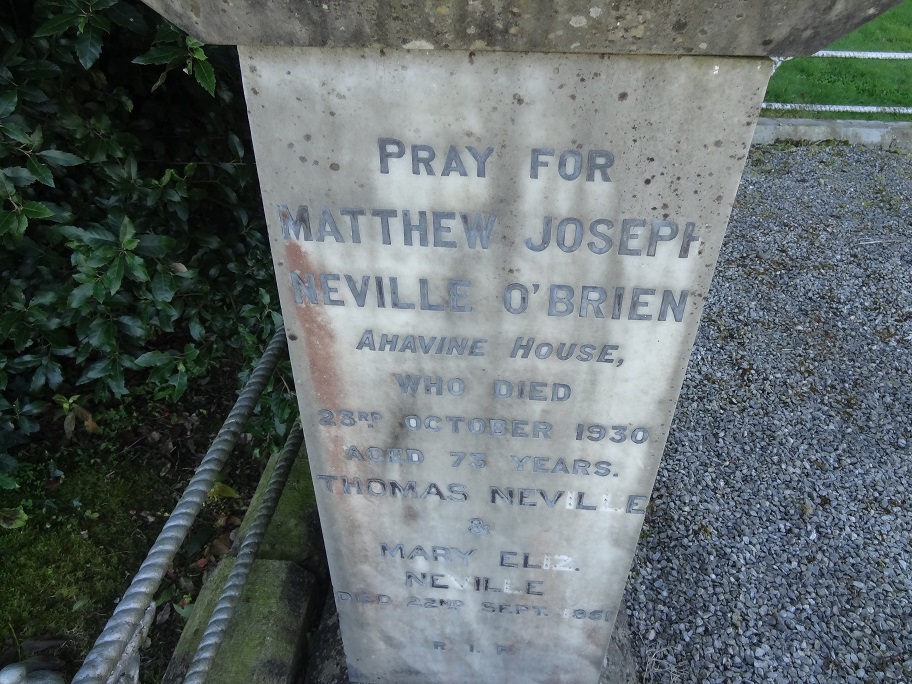 PRAY FOR
MATTHEW JOSEPH
NEVILLE O'BRIEN
AHAVINE HOUSE,
WHO DIED
23RD OCTOBER 1930
AGED 73 YEARS.
THOMAS NEVILLE
&
MARY ELIZ.
NEVILLE
DIED 22ND SEPT.
R.I.P.